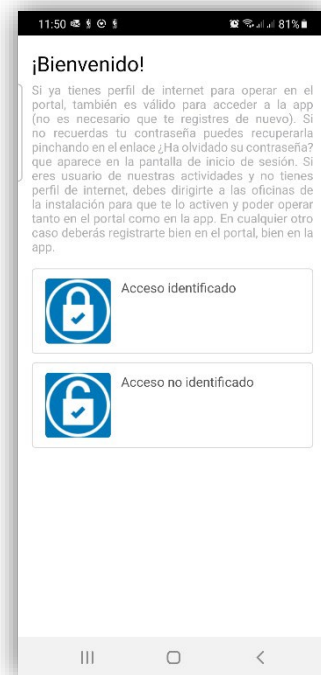 11:50
81%
¡Bienvenido!
Si ya tienes perfil de internet para operar en el
portal, también es válido para acceder a la app
(no es necesario que te registres de nuevo). Si
no recuerdas tu contraseña puedes recuperarla
pinchando en el enlace ¿Ha olvidado su contraseña?
que aparece en la pantalla de inicio de sesión. Si
eres usuario de nuestras actividades y no tienes
perfil de internet, debes dirigirte a las oficinas de
la instalación para que te lo activen y poder operar
tanto en el portal como en la app. En cualquier otro
caso deberás registrarte bien en el portal, bien en la
app.
Acceso identificado
Acceso no identificado